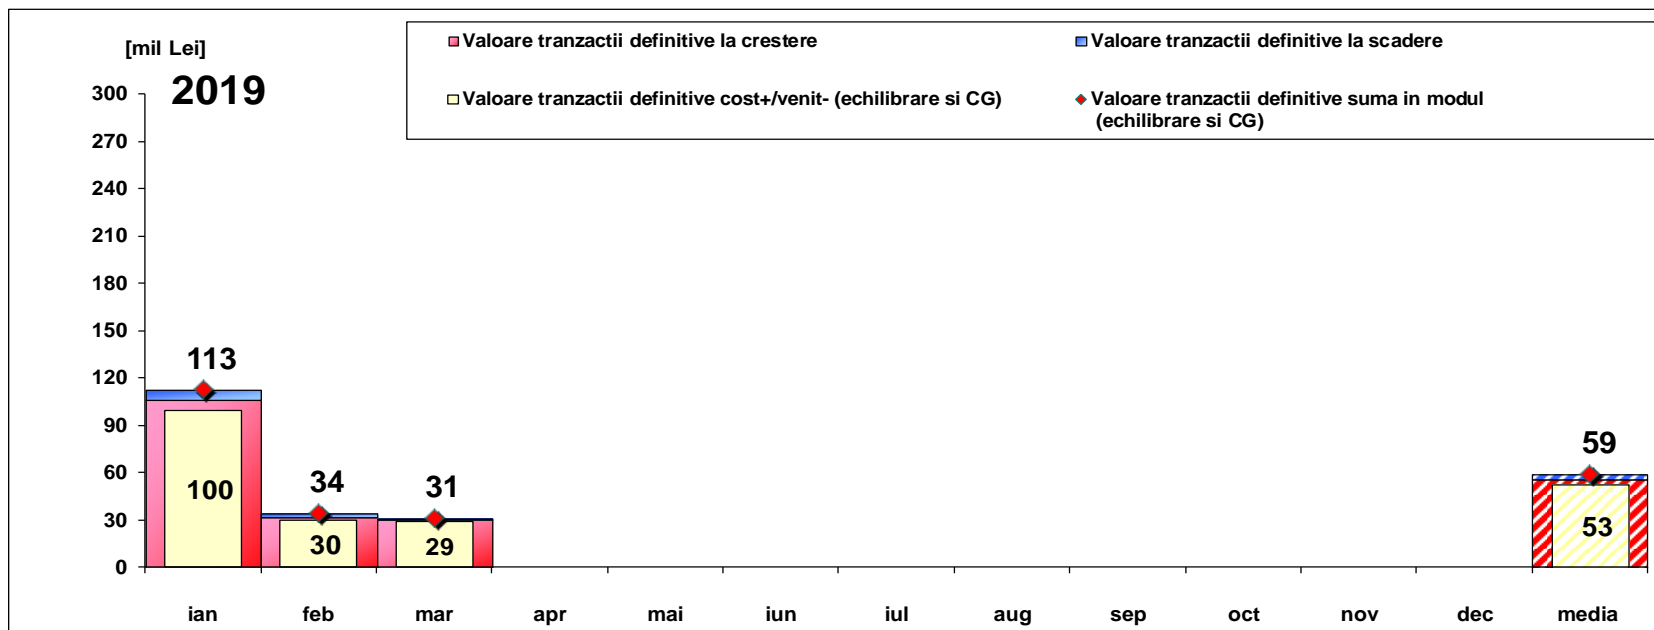 [mil Lei]
2019
Valoare tranzactii definitive la crestere
Valoare tranzactii definitive la scadere
Valoare tranzactii definitive cost+/venit- (echilibrare si CG)
Valoare tranzactii definitive suma in modul
(echilibrare si CG)
300
270
240
210
180
150
120
90
60
30
0
113
100
34
30
31
29
59
53
ian feb mar apr mai iun iul aug sep oct nov dec media